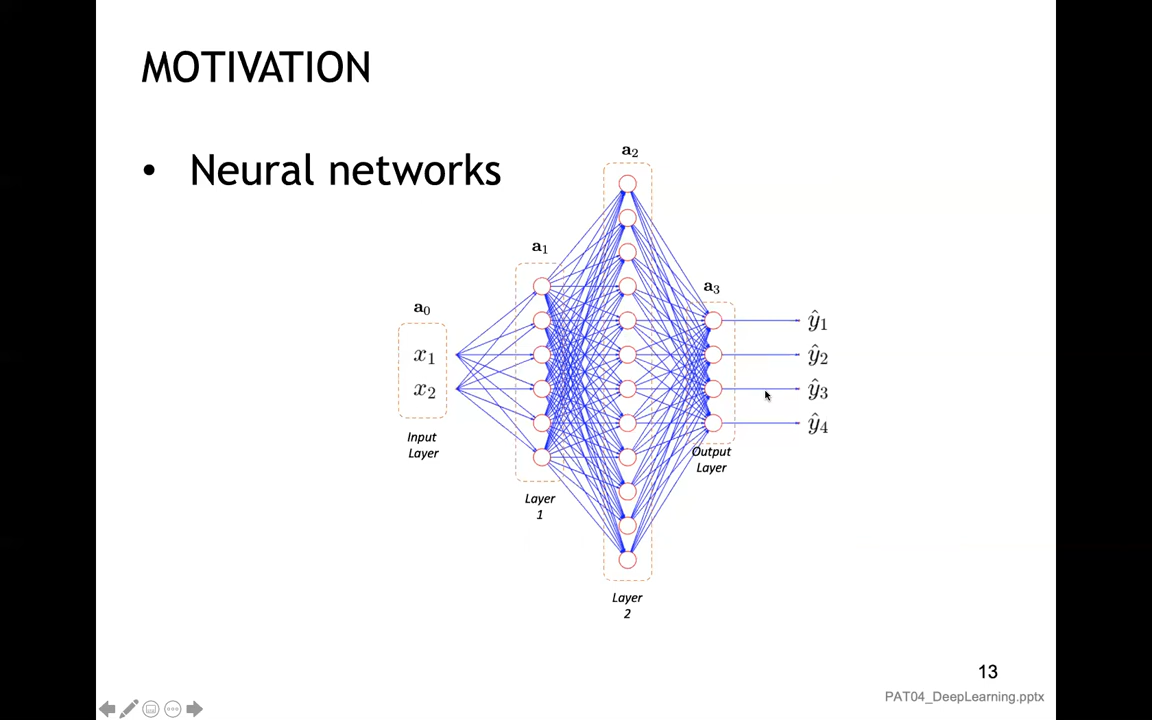 MOTIVATION
• Neural networks
a₀
x₁
x₂
Input
Layer
a₁
Layer
1
a₂
Layer
2
a₃
Output
Layer
ŷ₁
ŷ₂
ŷ₃
ŷ₄
13
PAT04_DeepLearning.pptx